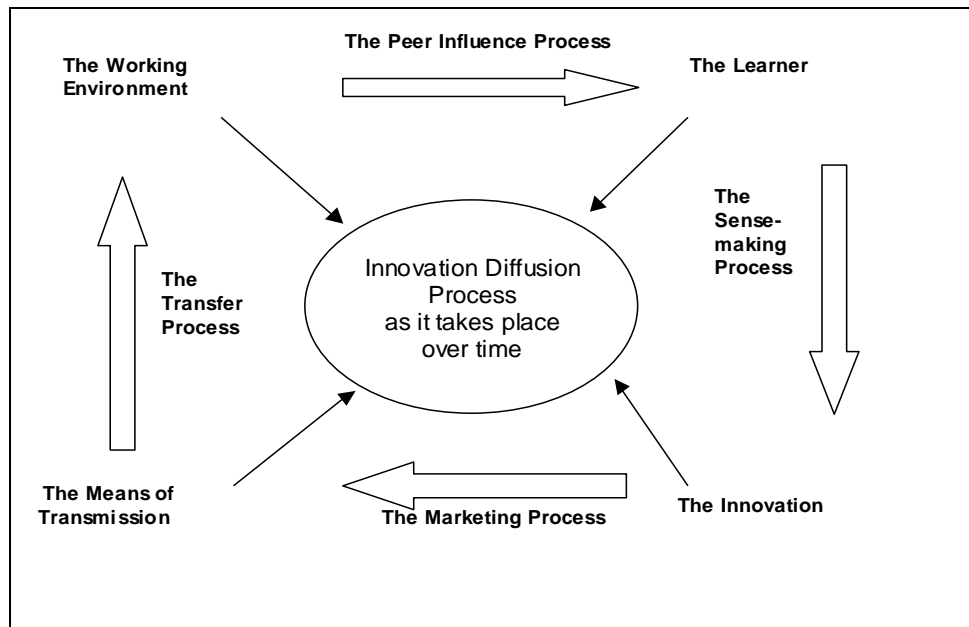 The Peer Influence Process
The Working
Environment
The Learner
The
Sense-
making
Process
The
Transfer
Process
Innovation Diffusion
Process
as it takes place
over time
The Means of
Transmission
The Marketing Process
The Innovation